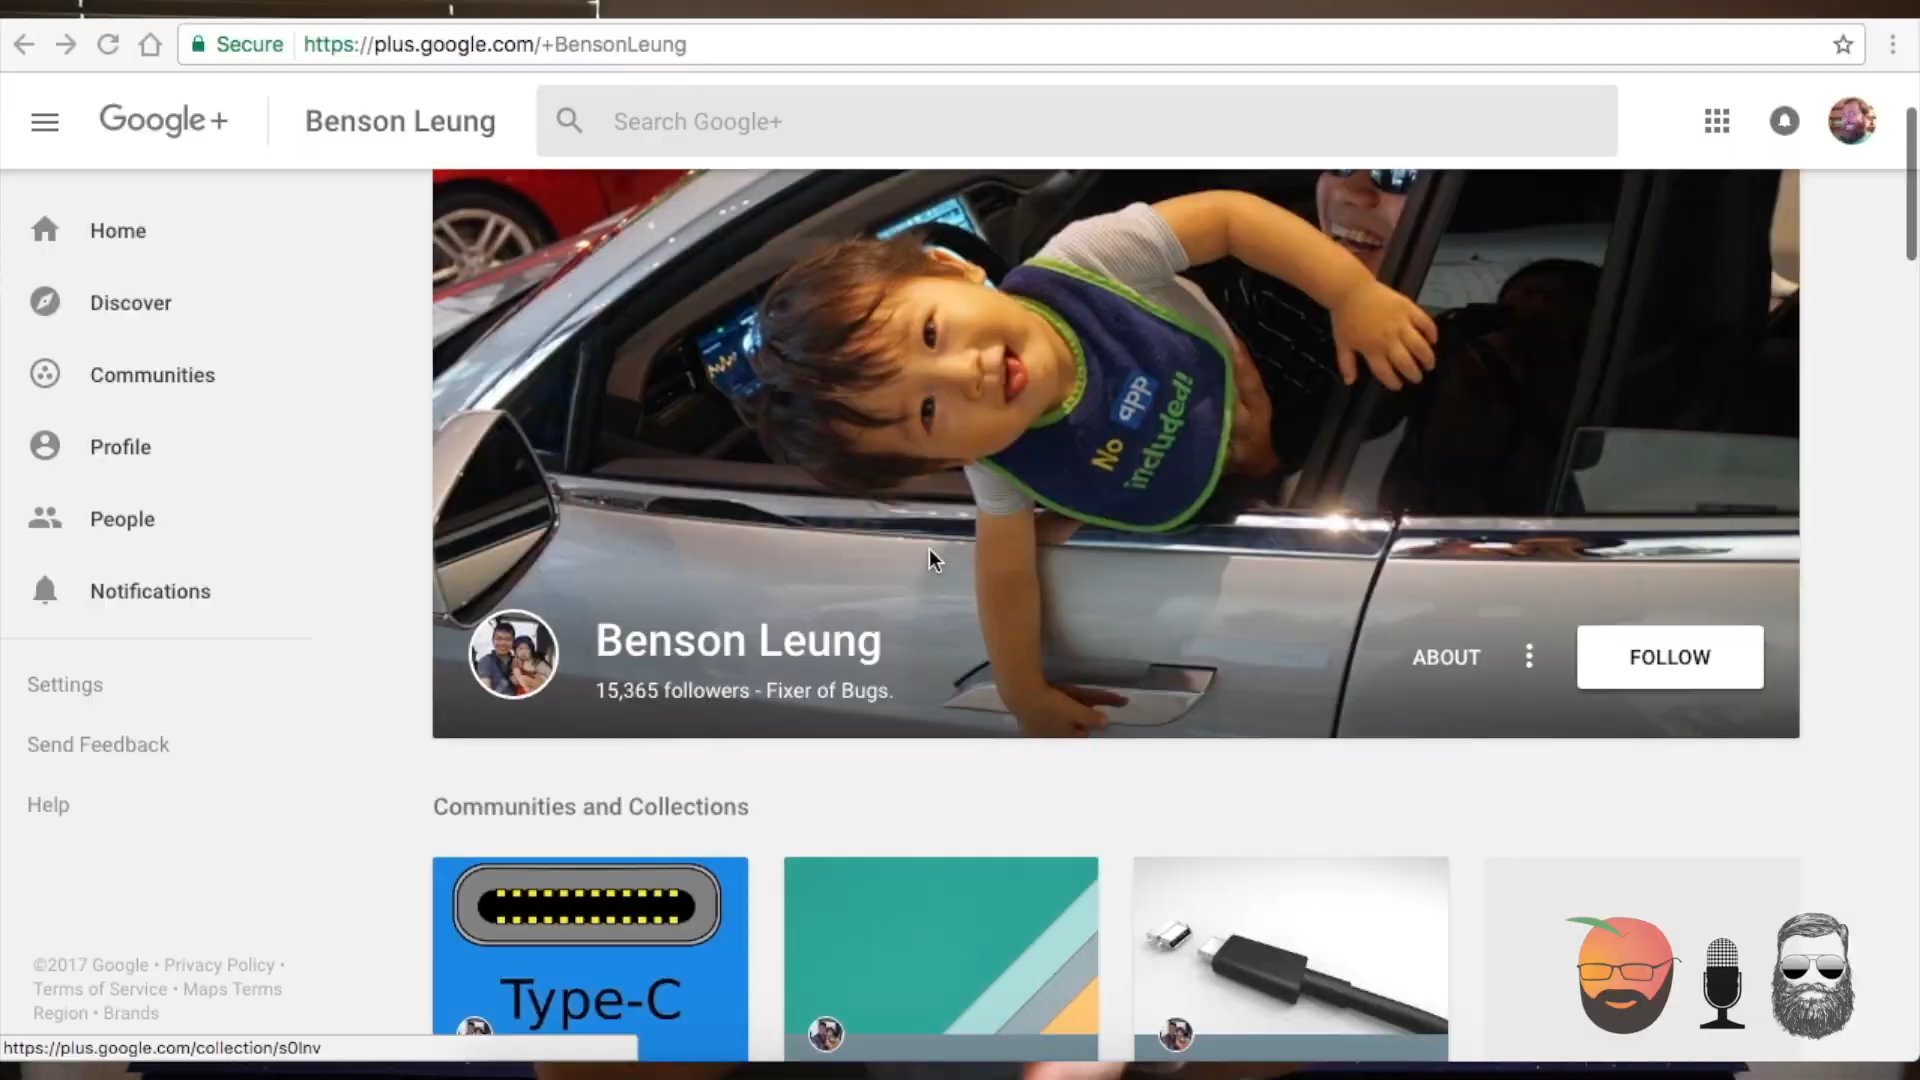 Secure https://plus.google.com/+BensonLeung
Google+ Benson Leung Search Google+
Home
Discover
Communities
Profile
People
Notifications
Settings
Send Feedback
Help
©2017 Google • Privacy Policy •
Terms of Service • Maps Terms
Region • Brands
https://plus.google.com/collection/s0Inv
No app
included!
Benson Leung
15,365 followers - Fixer of Bugs.
ABOUT
FOLLOW
Communities and Collections
Type-C